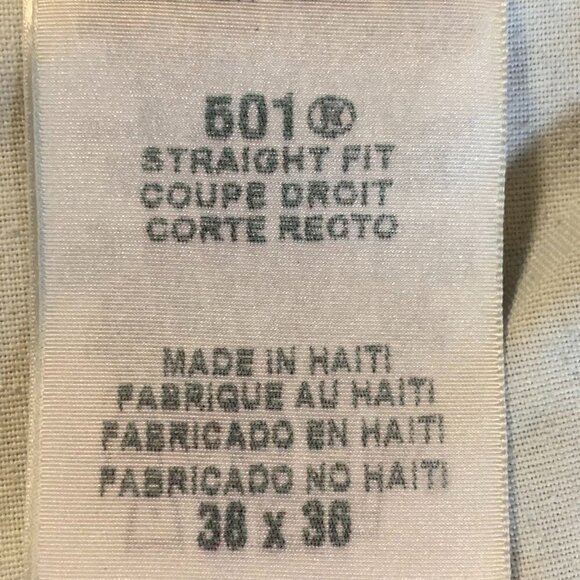 501®
STRAIGHT FIT
COUPE DROIT
CORTE RECTO
MADE IN HAITI
FABRIQUE AU HAITI
FABRICADO EN HAITI
FABRICADO NO HAITI
38 x 36